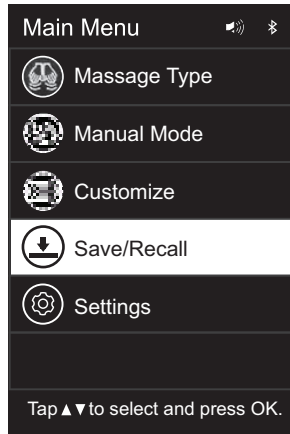 Main Menu
Massage Type
Manual Mode
Customize
Save/Recall
Settings
Tap▲▼to select and press OK.